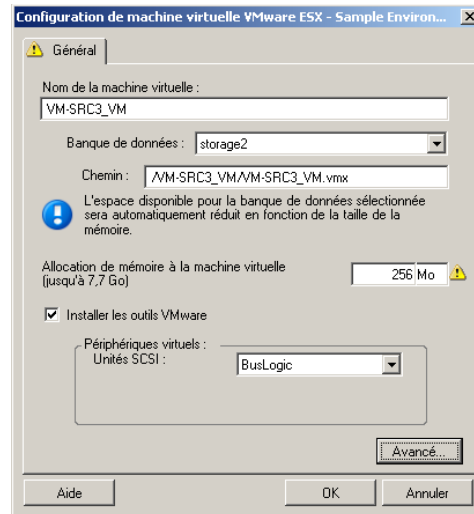 Configuration de machine virtuelle VMware ESX - Sample Environ...
Général
Nom de la machine virtuelle :
VM-SRC3_VM
Banque de données : storage2
Chemin : /VM-SRC3_VM/VM-SRC3_VM.vmx
L'espace disponible pour la banque de données sélectionnée
sera automatiquement réduit en fonction de la taille de la
mémoire.
Allocation de mémoire à la machine virtuelle
(jusqu'à 7,7 Go)
256 Mo
Installer les outils VMware
Périphériques virtuels :
Unités SCSI : BusLogic
Avancé...
Aide OK Annuler